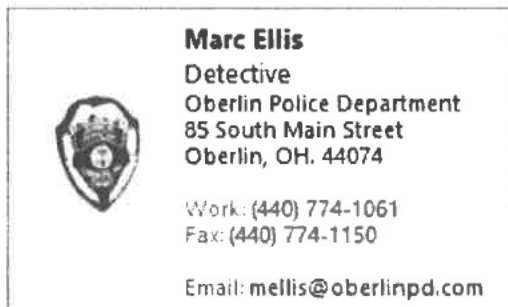 Marc Ellis
Detective
Oberlin Police Department
85 South Main Street
Oberlin, OH. 44074
Work: (440) 774-1061
Fax: (440) 774-1150
Email: mellis@oberlinpd.com